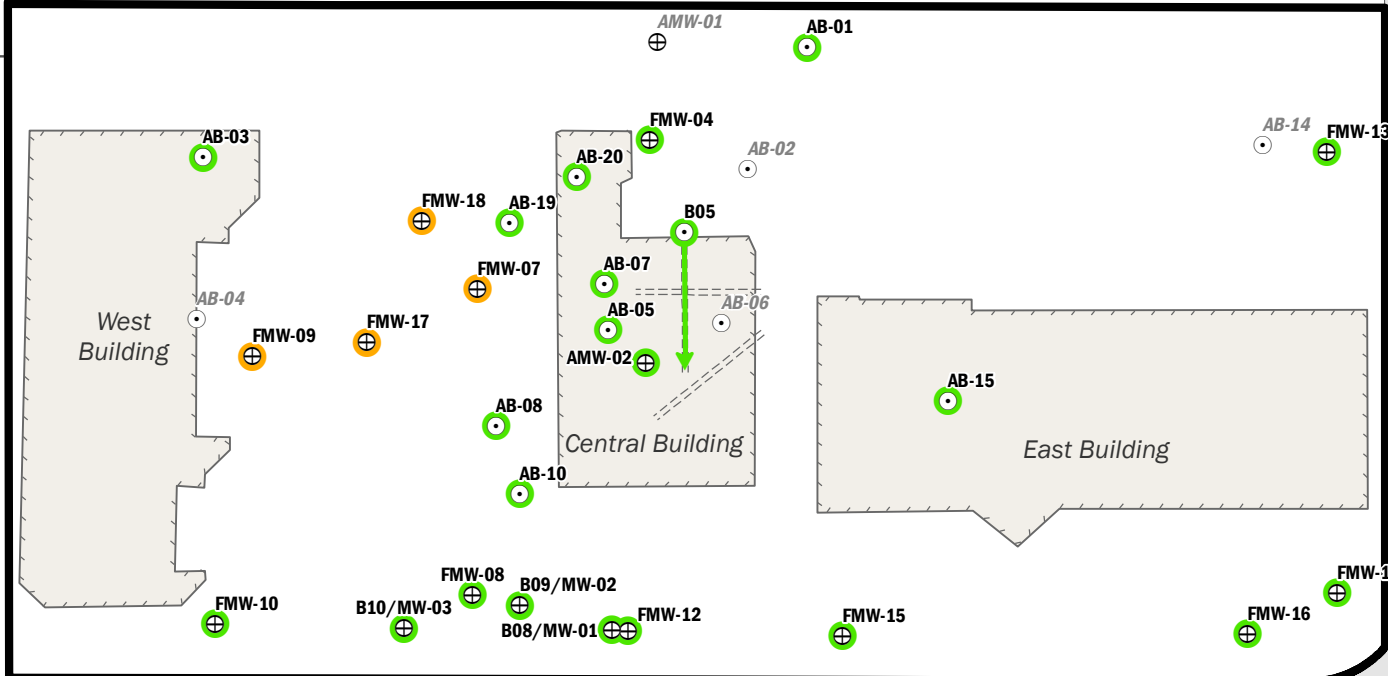 AMW-01
AB-01
FMW-04
AB-03
AB-20
AB-02
AB-14
FMW-13
FMW-18
AB-19
B05
FMW-07
AB-07
AB-04
AB-05
AB-06
West
Building
FMW-09
FMW-17
AMW-02
AB-15
AB-08
Central Building
East Building
AB-10
FMW-08
B09/MW-02
FMW-1
FMW-10
B10/MW-03
B08/MW-01
FMW-12
FMW-15
FMW-16